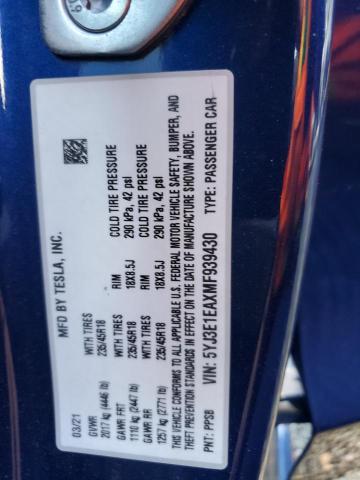 MFD BY TESLA, INC.
03/21
GVWR
2017 kg (4446 lb) WITH TIRES 235/45R18 RIM 18X8.5J COLD TIRE PRESSURE 290 kPa, 42 psi
GAWR FRT
1110 kg (2447 lb) WITH TIRES 235/45R18 RIM 18X8.5J COLD TIRE PRESSURE 290 kPa, 42 psi
GAWR RR
1257 kg (2771 lb)
THIS VEHICLE CONFORMS TO ALL APPLICABLE U.S. FEDERAL MOTOR VEHICLE SAFETY, BUMPER, AND
THEFT PREVENTION STANDARDS IN EFFECT ON THE DATE OF MANUFACTURE SHOWN ABOVE.
VIN: 5YJ3E1EAXMF939430 TYPE: PASSENGER CAR
PNT: PPSB